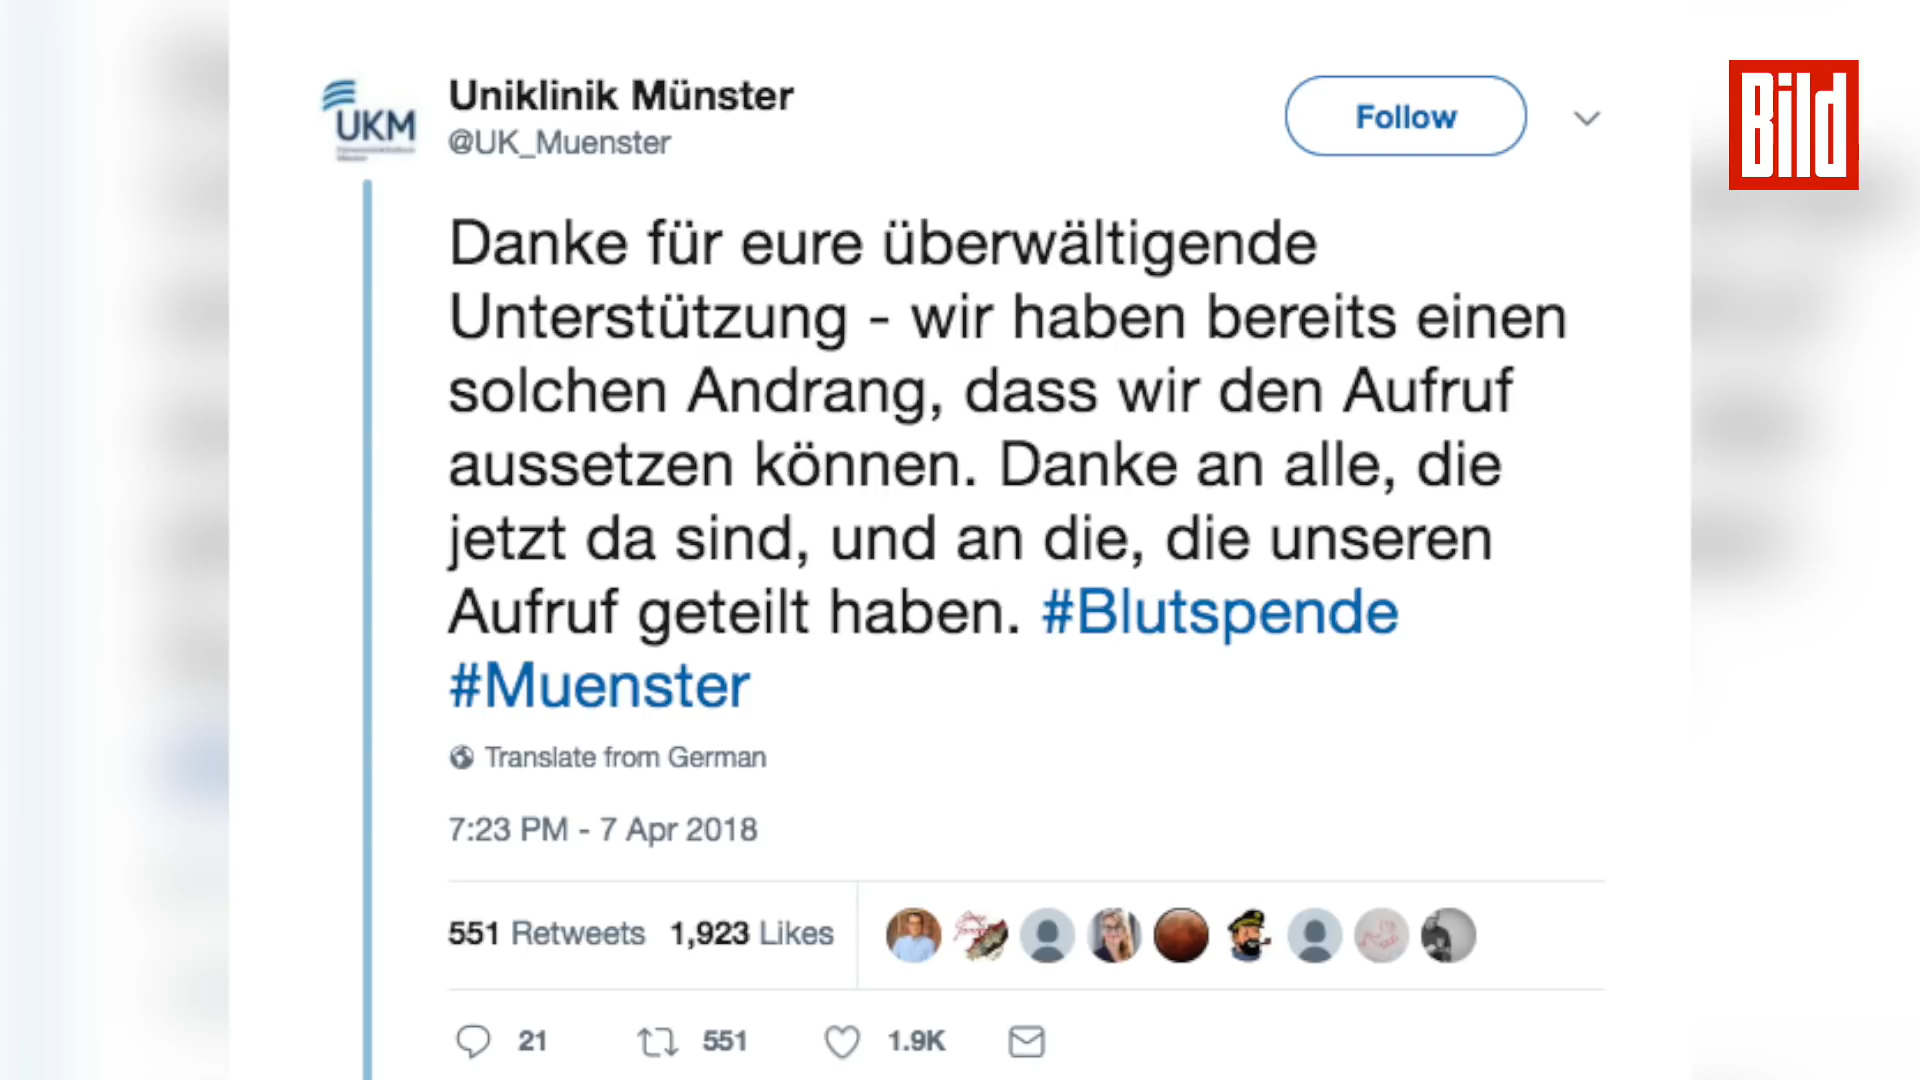 Uniklinik Münster
@UK_Muenster
Follow
Bild
UKM
Danke für eure überwältigende
Unterstützung - wir haben bereits einen
solchen Andrang, dass wir den Aufruf
aussetzen können. Danke an alle, die
jetzt da sind, und an die, die unseren
Aufruf geteilt haben. #Blutspende
#Muenster
Translate from German
7:23 PM - 7 Apr 2018
551 Retweets 1,923 Likes
21 551 1.9K